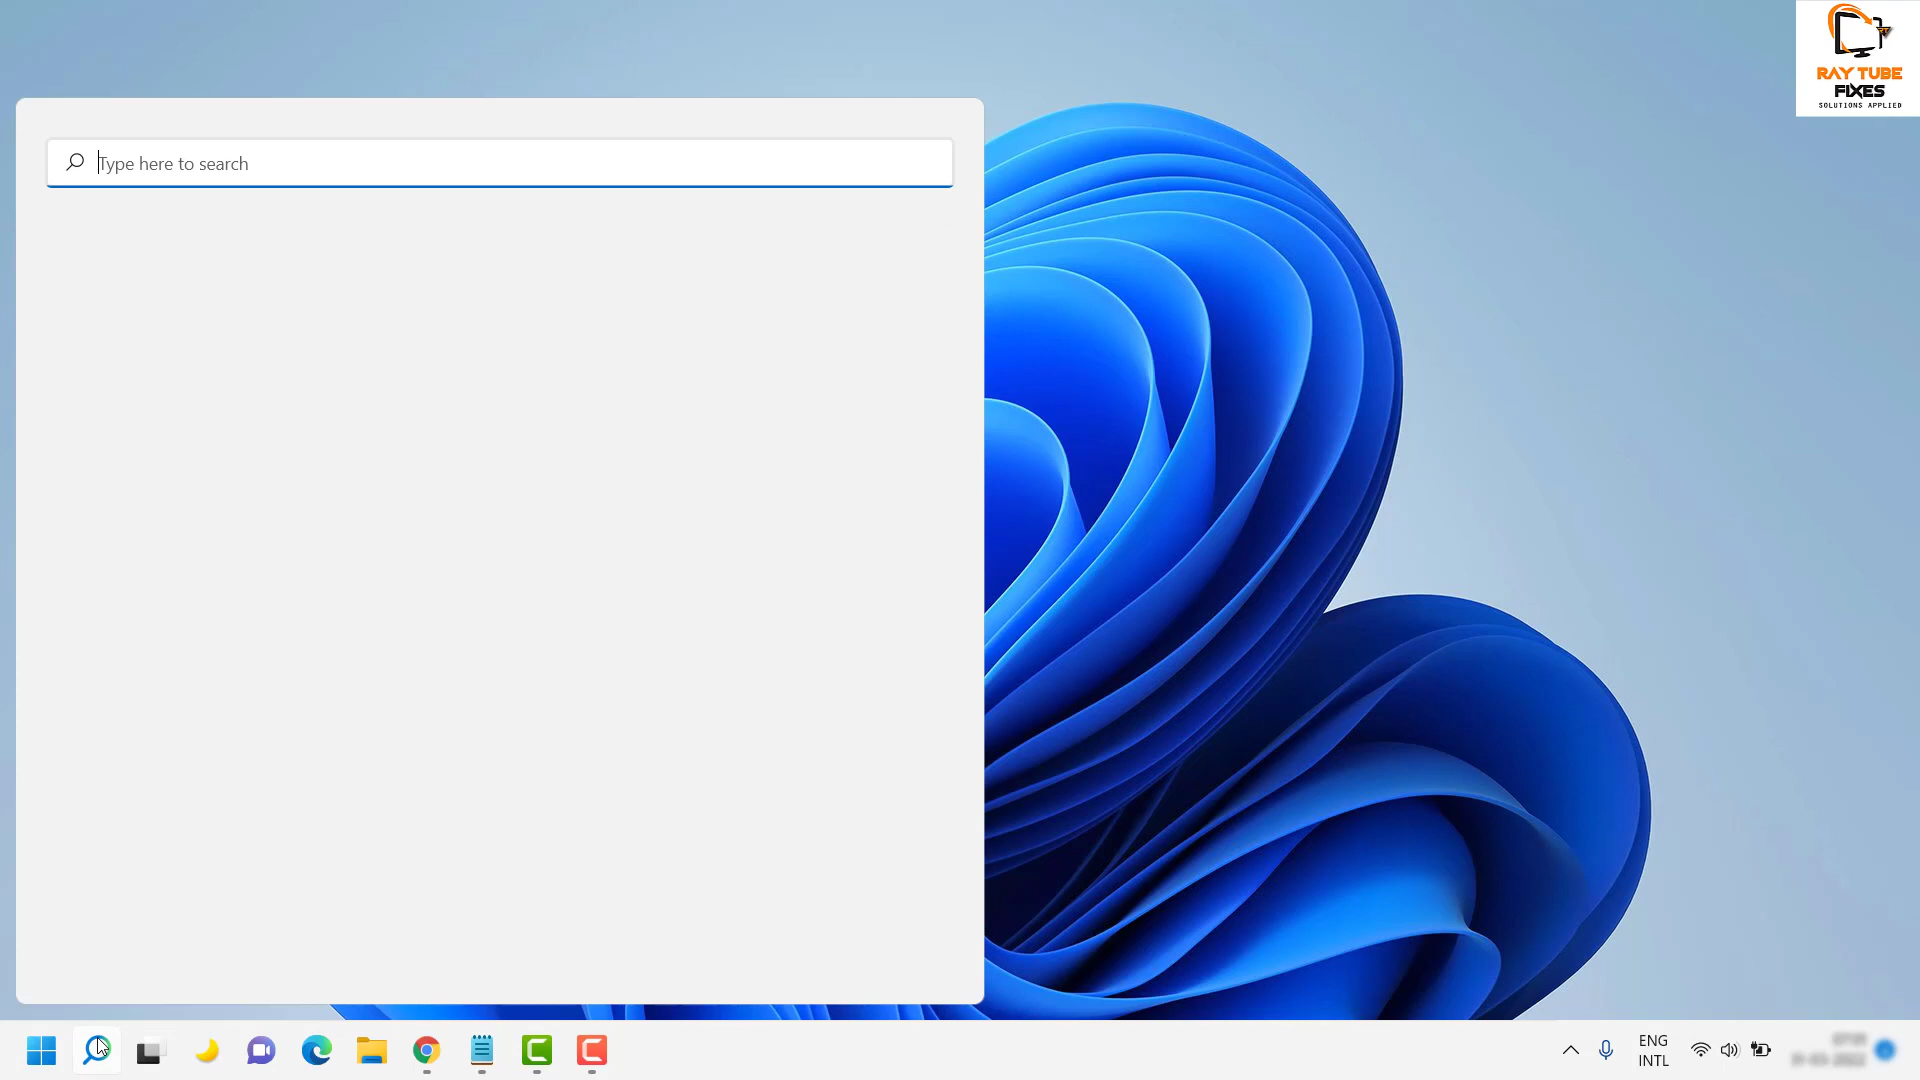 RAY TUBE
FIXES
SOLUTIONS APPLIED
Type here to search
ENG
INTL